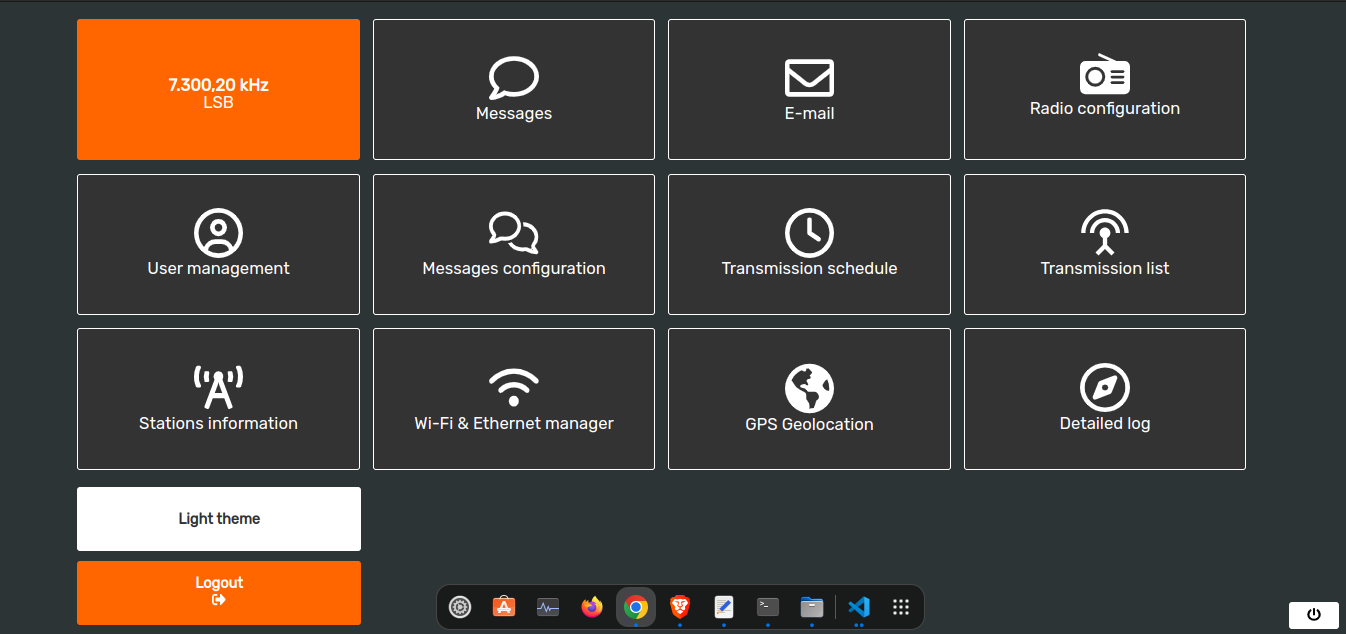 7.300,20 kHz
LSB
Messages
E-mail
Radio configuration
User management
Messages configuration
Transmission schedule
Transmission list
Stations information
Wi-Fi & Ethernet manager
GPS Geolocation
Detailed log
Light theme
Logout